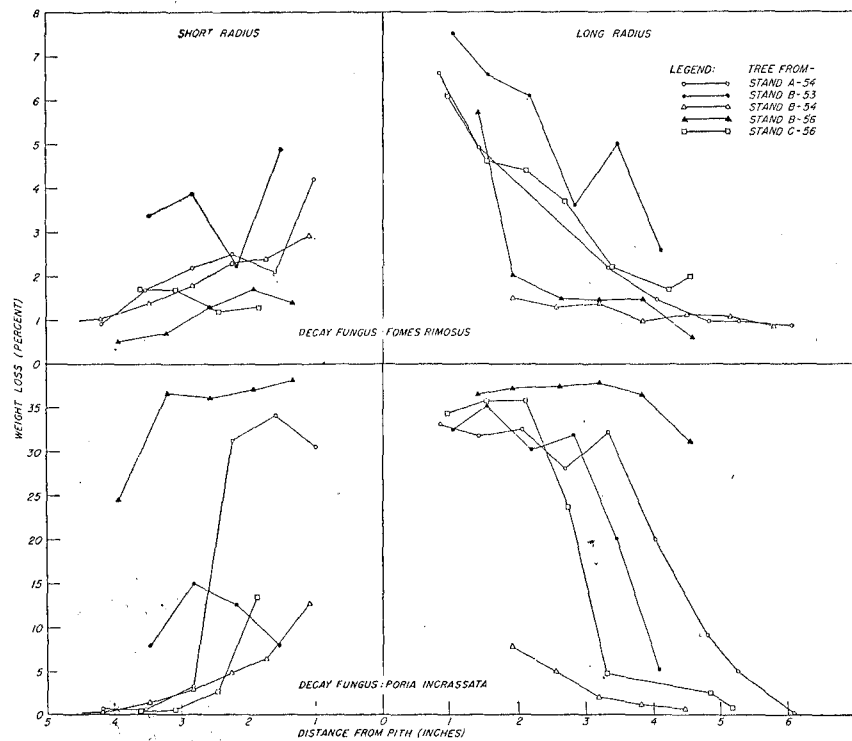 SHORT RADIUS
LONG RADIUS
LEGEND: TREE FROM-
STAND A-54
STAND B-53
STAND B-54
STAND B-56
STAND C-56
8
7
6
5
4
3
2
1
0
DECAY FUNGUS: FOMES RIMOSUS
WEIGHT LOSS (PERCENT)
35
30
25
20
15
10
5
0
DECAY FUNGUS: PORIA INCRASSATA
5 4 3 2 1 0 1 2 3 4 5 6
DISTANCE FROM PITH (INCHES)